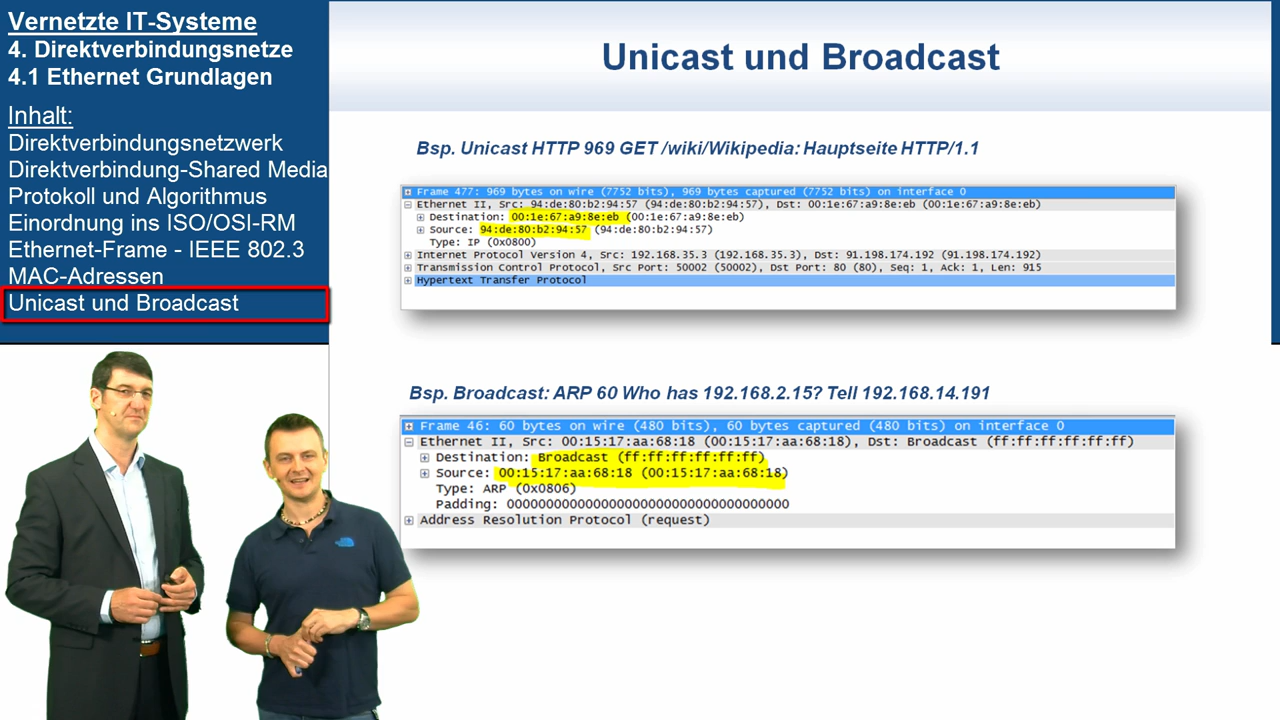 Vernetzte IT-Systeme
4. Direktverbindungsnetze
4.1 Ethernet Grundlagen
Inhalt:
Direktverbindungsnetzwerk
Direktverbindung-Shared Media
Protokoll und Algorithmus
Einordnung ins ISO/OSI-RM
Ethernet-Frame - IEEE 802.3
MAC-Adressen
Unicast und Broadcast
Unicast und Broadcast
Bsp. Unicast HTTP 969 GET /wiki/Wikipedia: Hauptseite HTTP/1.1
Frame 477: 969 bytes on wire (7752 bits), 969 bytes captured (7752 bits) on interface 0
Ethernet II, Src: 94:de:80:b2:94:57 (94:de:80:b2:94:57), Dst: 00:1e:67:a9:8e:eb (00:1e:67:a9:8e:eb)
Destination: 00:1e:67:a9:8e:eb (00:1e:67:a9:8e:eb)
Source: 94:de:80:b2:94:57 (94:de:80:b2:94:57)
Type: IP (0x0800)
Internet Protocol Version 4, Src: 192.168.35.3 (192.168.35.3), Dst: 91.198.174.192 (91.198.174.192)
Transmission Control Protocol, Src Port: 50002 (50002), Dst Port: 80 (80), Seq: 1, Ack: 1, Len: 915
Hypertext Transfer Protocol
Bsp. Broadcast: ARP 60 Who has 192.168.2.15? Tell 192.168.14.191
Frame 46: 60 bytes on wire (480 bits), 60 bytes captured (480 bits) on interface 0
Ethernet II, Src: 00:15:17:aa:68:18 (00:15:17:aa:68:18), Dst: Broadcast (ff:ff:ff:ff:ff:ff)
Destination: Broadcast (ff:ff:ff:ff:ff:ff)
Source: 00:15:17:aa:68:18 (00:15:17:aa:68:18)
Type: ARP (0x0806)
Padding: 000000000000000000000000000000000000
Address Resolution Protocol (request)